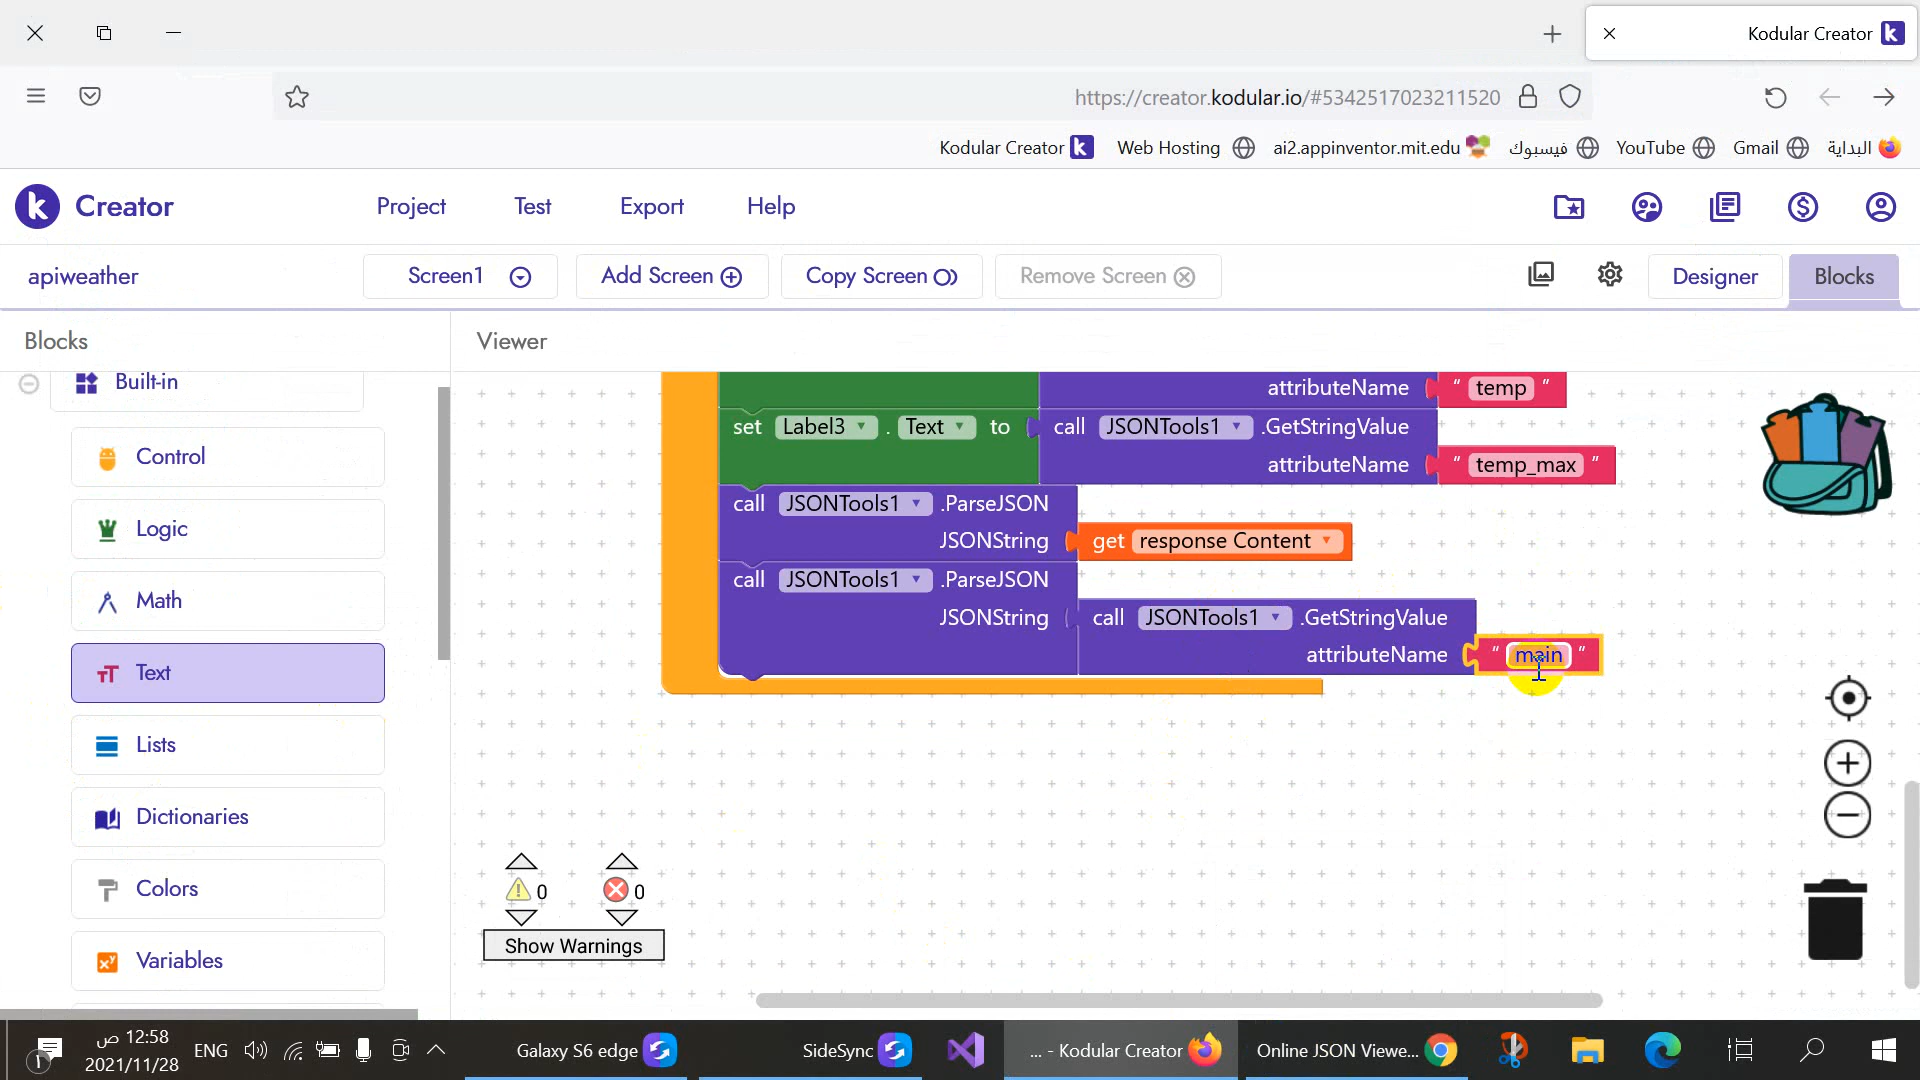 Kodular Creator
https://creator.kodular.io/#5342517023211520
Kodular Creator Web Hosting ai2.appinventor.mit.edu فيسبوك YouTube Gmail البداية
Creator Project Test Export Help
apiweather Screen1 Add Screen Copy Screen Remove Screen Designer Blocks
Blocks Viewer
Built-in
Control
Logic
Math
Text
Lists
Dictionaries
Colors
Variables
attributeName " temp "
set Label3 . Text to call JSONTools1 .GetStringValue
attributeName " temp_max "
call JSONTools1 .ParseJSON
JSONString get response Content
call JSONTools1 .ParseJSON
JSONString call JSONTools1 .GetStringValue
attributeName " main "
0 0
Show Warnings
1
12:58 ص
2021/11/28
ENG
Galaxy S6 edge
SideSync
... - Kodular Creator
Online JSON Viewe...